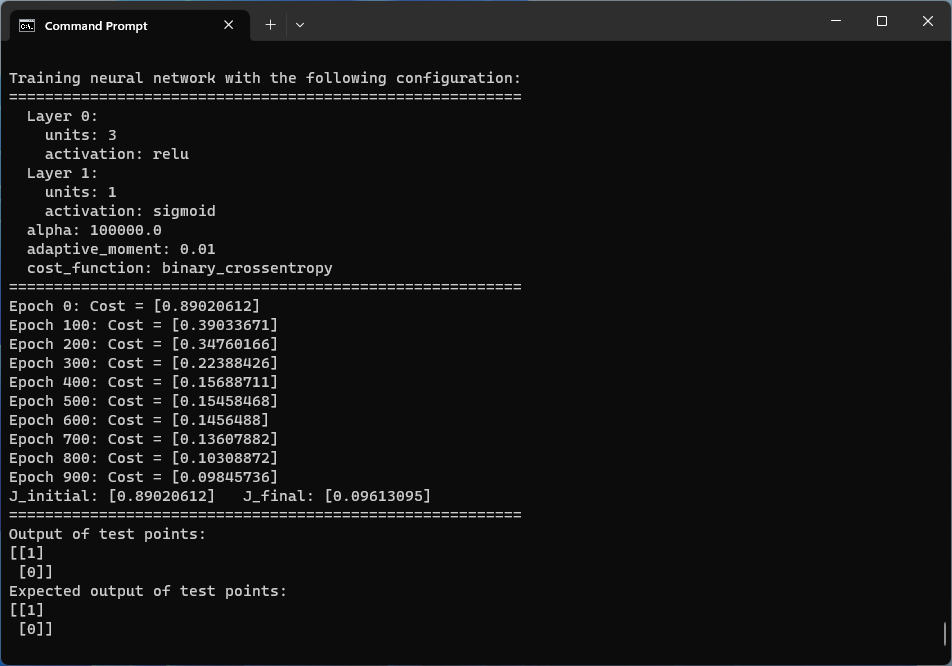 Command Prompt
Training neural network with the following configuration:
=========================================================
  Layer 0:
    units: 3
    activation: relu
  Layer 1:
    units: 1
    activation: sigmoid
  alpha: 100000.0
  adaptive_moment: 0.01
  cost_function: binary_crossentropy
=========================================================
Epoch 0: Cost = [0.89020612]
Epoch 100: Cost = [0.39033671]
Epoch 200: Cost = [0.34760166]
Epoch 300: Cost = [0.22388426]
Epoch 400: Cost = [0.15688711]
Epoch 500: Cost = [0.15458468]
Epoch 600: Cost = [0.1456488]
Epoch 700: Cost = [0.13607882]
Epoch 800: Cost = [0.10308872]
Epoch 900: Cost = [0.09845736]
J_initial: [0.89020612]   J_final: [0.09613095]
=========================================================
Output of test points:
[[1]
 [0]]
Expected output of test points:
[[1]
 [0]]